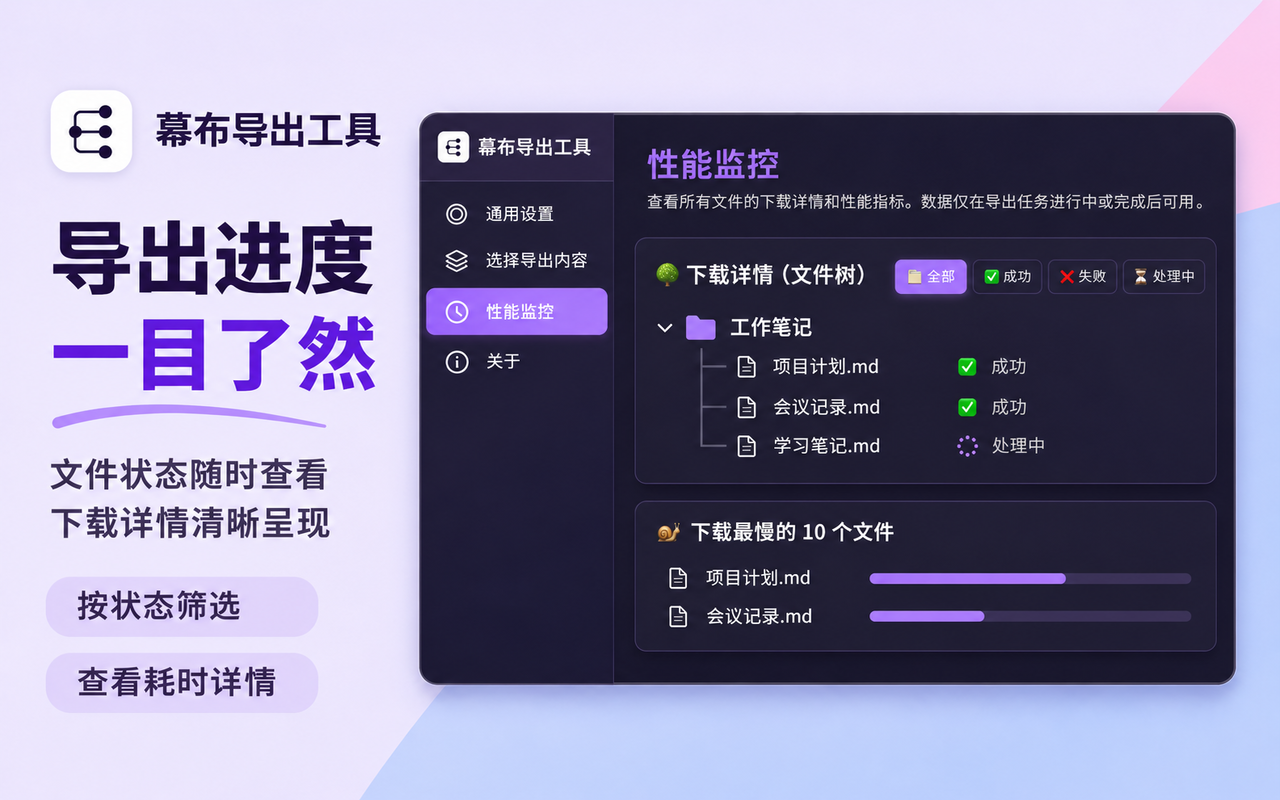 幕布导出工具
导出进度
一目了然
文件状态随时查看
下载详情清晰呈现
按状态筛选
查看耗时详情
幕布导出工具
通用设置
选择导出内容
性能监控
关于
性能监控
查看所有文件的下载详情和性能指标。数据仅在导出任务进行中或完成后可用。
下载详情（文件树） 全部 成功 失败 处理中
工作笔记
项目计划.md 成功
会议记录.md 成功
学习笔记.md 处理中
下载最慢的 10 个文件
项目计划.md
会议记录.md